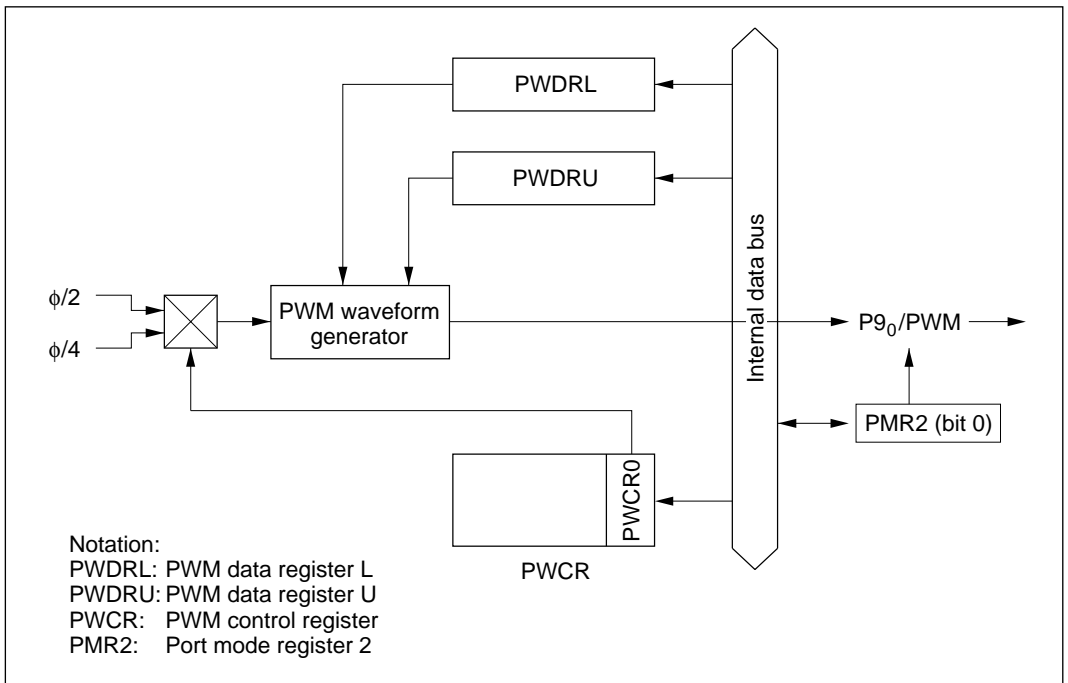 PWDRL
PWDRU
Internal data bus
ϕ/2
ϕ/4
PWM waveform
generator
P9₀/PWM
PMR2 (bit 0)
PWCR0
PWCR
Notation:
PWDRL: PWM data register L
PWDRU: PWM data register U
PWCR: PWM control register
PMR2: Port mode register 2